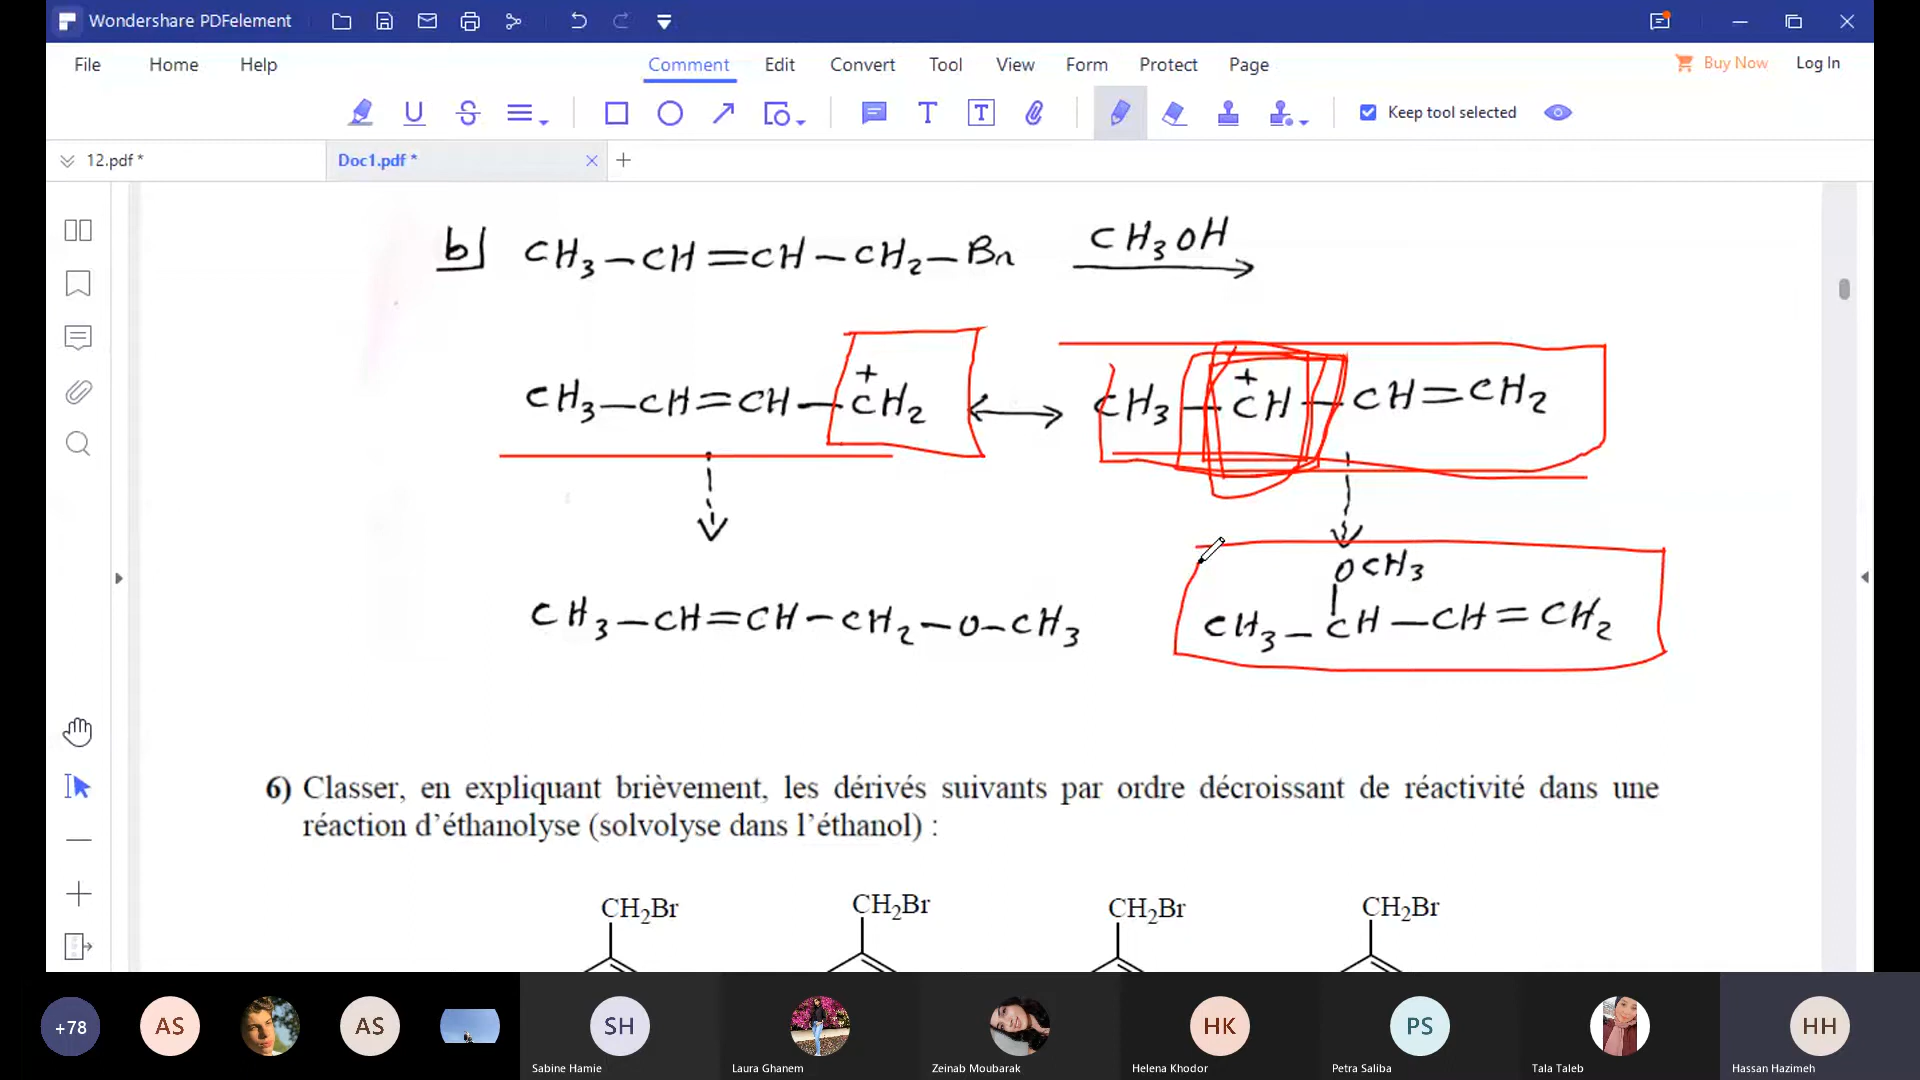 Wondershare PDFelement
File Home Help Comment Edit Convert Tool View Form Protect Page Buy Now Log In
Keep tool selected
12.pdf * Doc1.pdf *
b) CH3-CH=CH-CH2-Br CH3OH
CH3-CH=CH-CH2 + ↔ CH3-CH-CH=CH2 +
OCH3
CH3-CH=CH-CH2-O-CH3 CH3-CH-CH=CH2
6) Classer, en expliquant brièvement, les dérivés suivants par ordre décroissant de réactivité dans une
réaction d'éthanolyse (solvolyse dans l'éthanol) :
CH2Br CH2Br CH2Br CH2Br
+78 AS AS SH HK PS HH
Sabine Hamie Laura Ghanem Zeinab Moubarak Helena Khodor Petra Saliba Tala Taleb Hassan Hazimeh